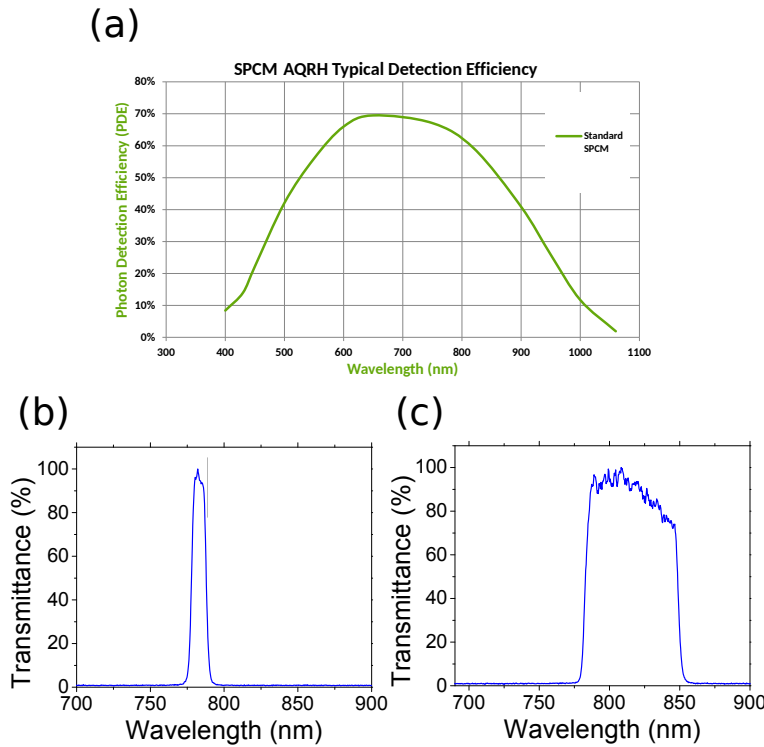 (a)
SPCM AQRH Typical Detection Efficiency
Photon Detection Efficiency (PDE)
80%
70%
60%
50%
40%
30%
20%
10%
0%
Standard
SPCM
300 400 500 600 700 800 900 1000 1100
Wavelength (nm)
(b)
Transmittance (%)
100
80
60
40
20
0
700 750 800 850 900
Wavelength (nm)
(c)
Transmittance (%)
100
80
60
40
20
0
700 750 800 850 900
Wavelength (nm)